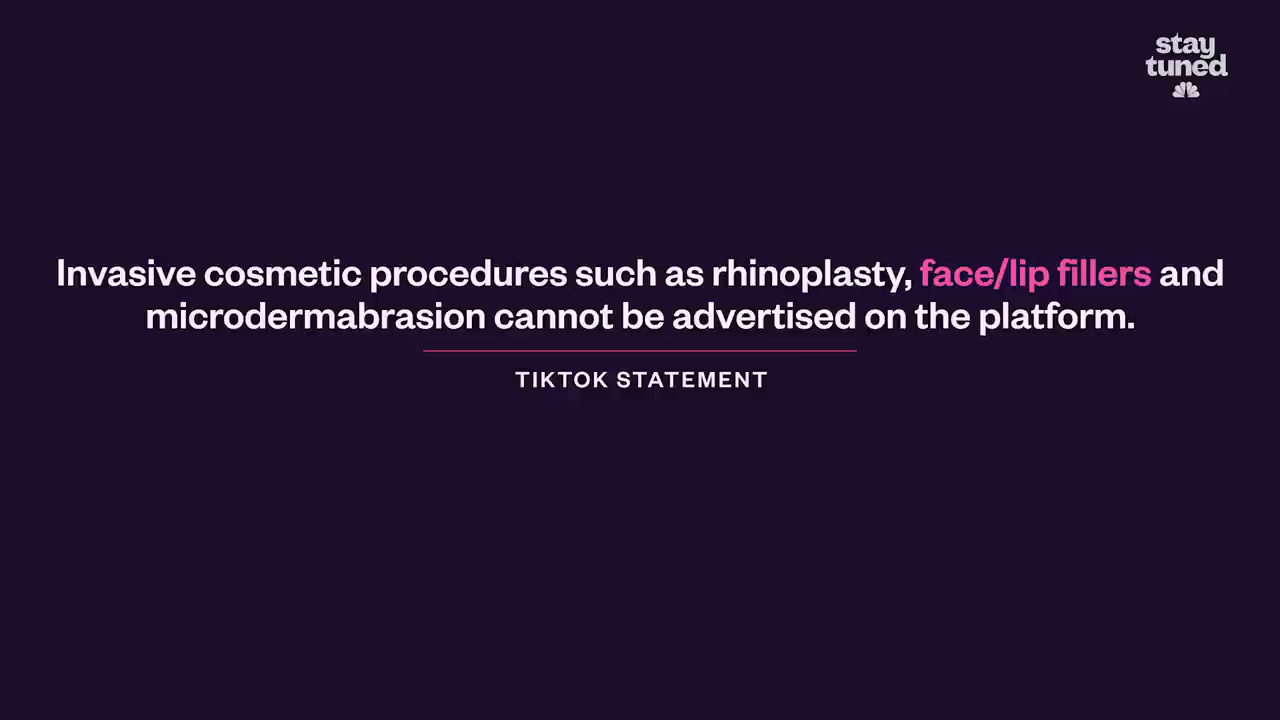 stay
tuned
Invasive cosmetic procedures such as rhinoplasty, face/lip fillers and
microdermabrasion cannot be advertised on the platform.
TIKTOK STATEMENT